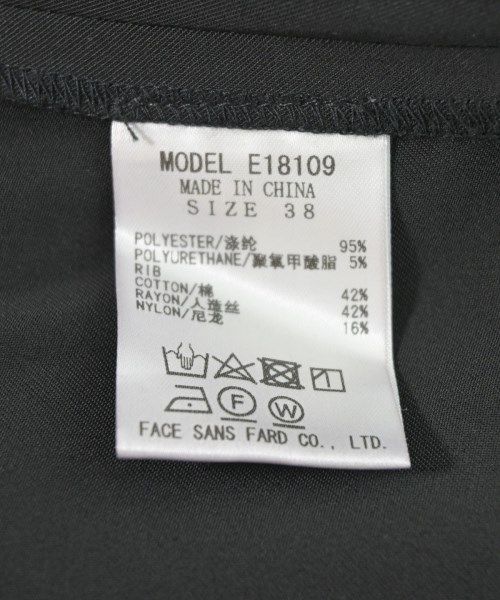 MODEL E18109
MADE IN CHINA
SIZE 38
POLYESTER/涤纶 95%
POLYURETHANE/聚氧甲酸脂 5%
RIB
COTTON/棉 42%
RAYON/人造丝 42%
NYLON/尼龙 16%
F W
FACE SANS FARD CO., LTD.